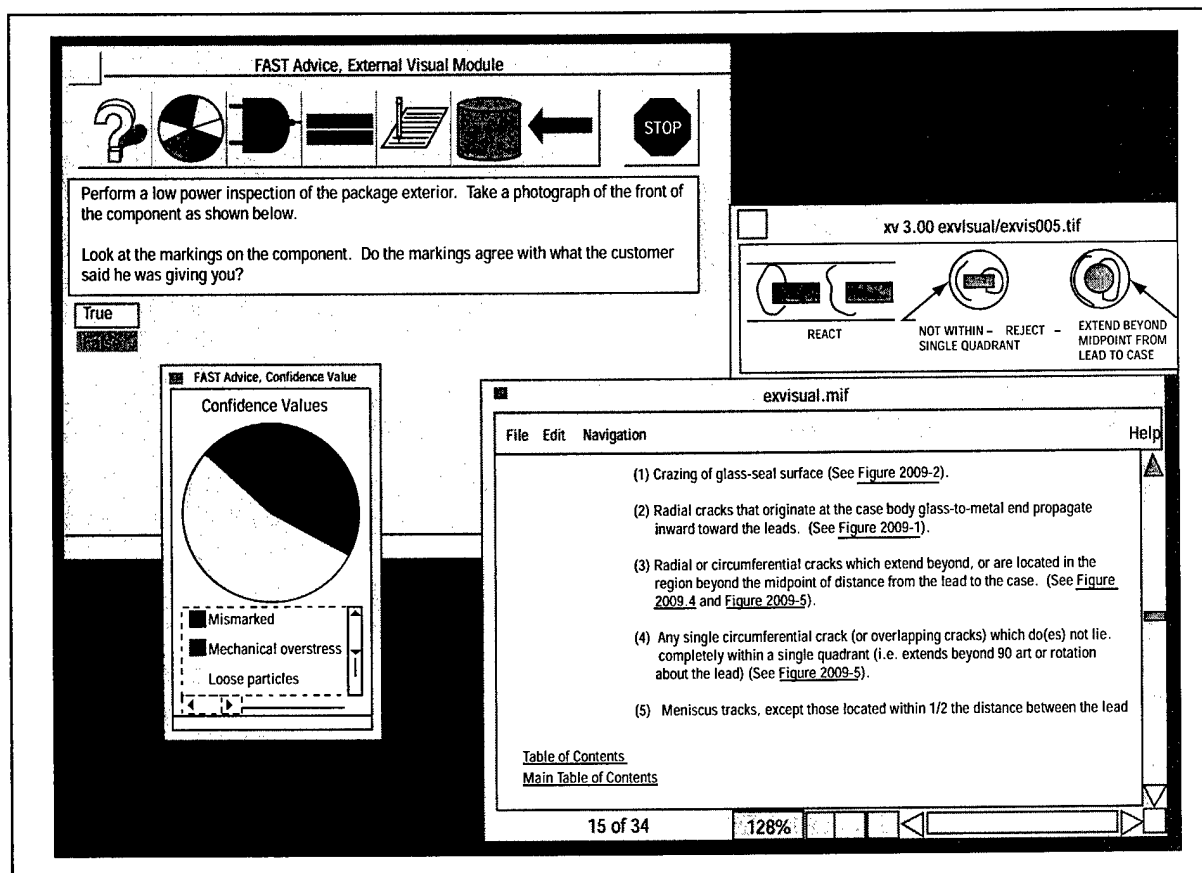 FAST Advice, External Visual Module
STOP
Perform a low power inspection of the package exterior. Take a photograph of the front of
the component as shown below.
Look at the markings on the component. Do the markings agree with what the customer
said he was giving you?
True
xv 3.00 exvisual/exvis005.tif
REACT
NOT WITHIN – REJECT –
SINGLE QUADRANT
EXTEND BEYOND
MIDPOINT FROM
LEAD TO CASE
FAST Advice, Confidence Value
Confidence Values
Mismarked
Mechanical overstress
Loose particles
exvisual.mif
File Edit Navigation Help
(1) Crazing of glass-seal surface (See Figure 2009-2).
(2) Radial cracks that originate at the case body glass-to-metal end propagate
inward toward the leads. (See Figure 2009-1).
(3) Radial or circumferential cracks which extend beyond, or are located in the
region beyond the midpoint of distance from the lead to the case. (See Figure
2009.4 and Figure 2009-5).
(4) Any single circumferential crack (or overlapping cracks) which do(es) not lie.
completely within a single quadrant (i.e. extends beyond 90 art or rotation
about the lead) (See Figure 2009-5).
(5) Meniscus tracks, except those located within 1/2 the distance between the lead
Table of Contents
Main Table of Contents
15 of 34
128%